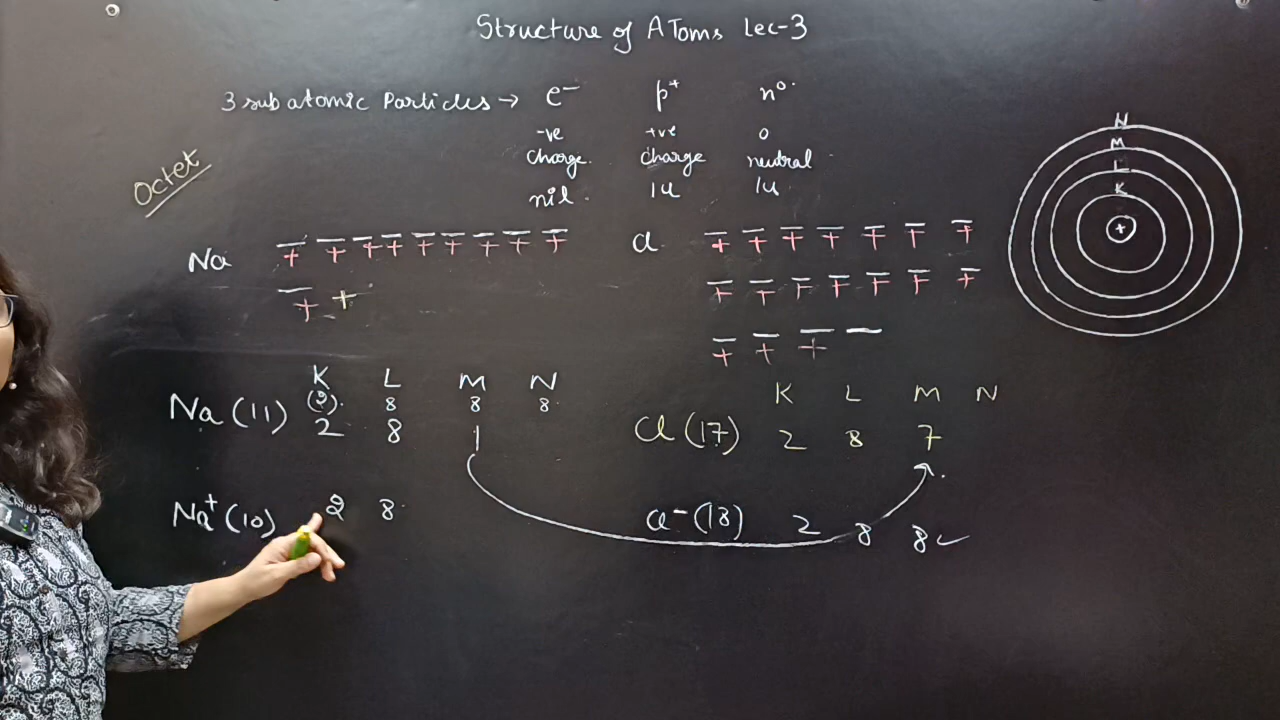 Structure of Atoms Lec-3
3 sub atomic Particles → e⁻ p⁺ n⁰
-ve +ve 0
charge charge neutral
nil 1u 1u
Octet
N
M
L
K
+
Na + + + + + + + + +
+ +
Cl + + + + + + +
+ + + + + + +
+ + +
K L M N
(2) 8 8 8
Na (11) 2 8 1
Na⁺ (10) 2 8
K L M N
Cl (17) 2 8 7
Cl⁻ (18) 2 8 8 ✓